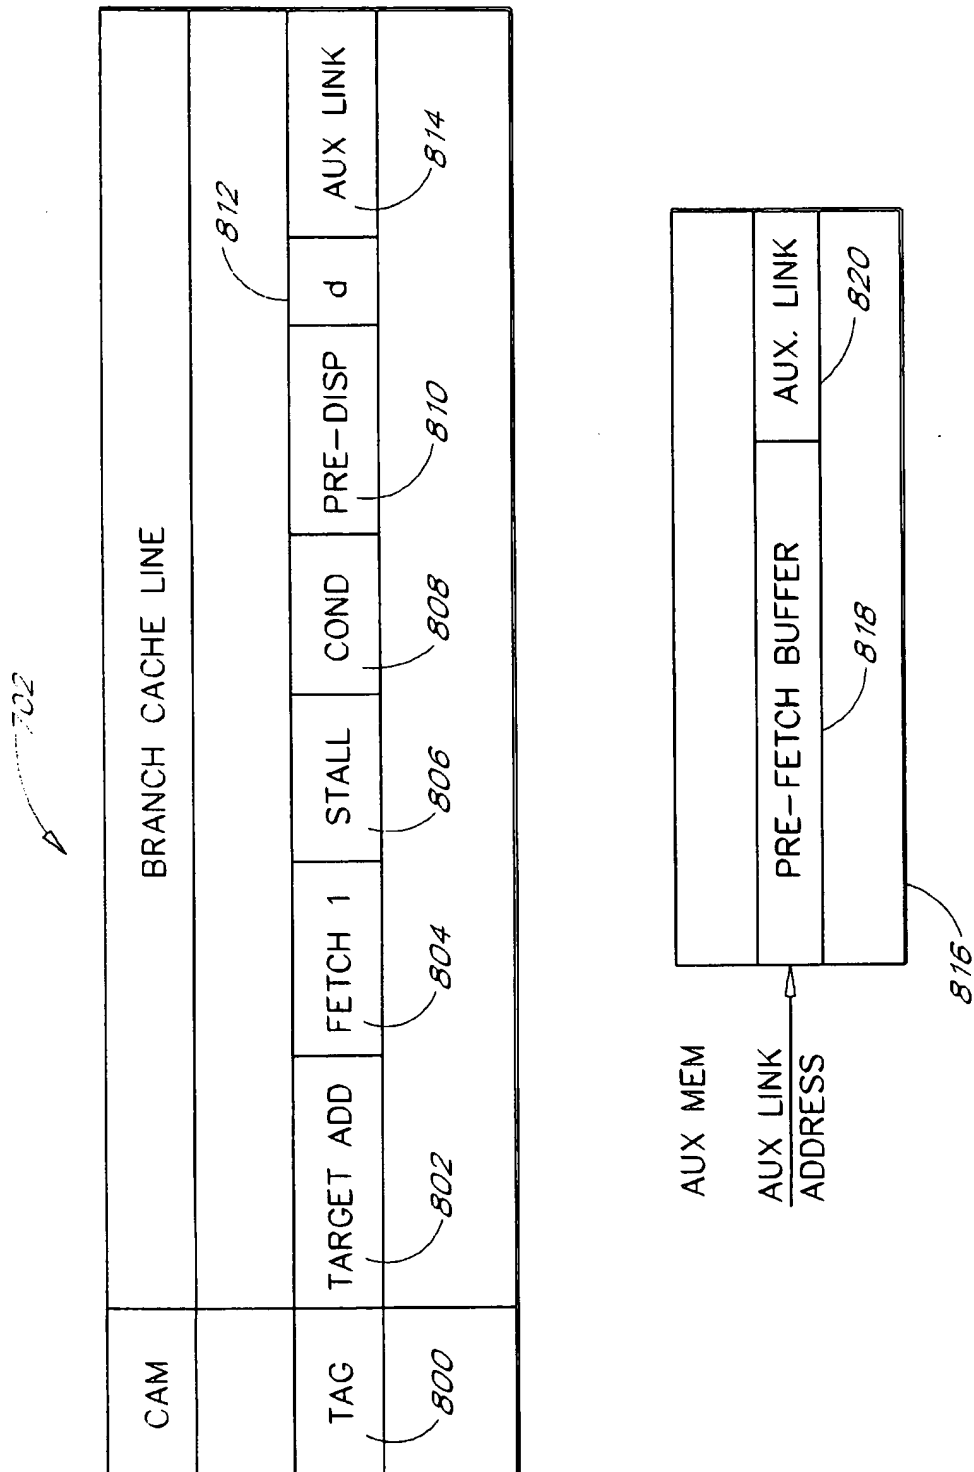 702
CAM BRANCH CACHE LINE
812
TAG TARGET ADD FETCH 1 STALL COND PRE-DISP d AUX LINK
800 802 804 806 808 810 814
AUX MEM
AUX LINK ADDRESS
PRE-FETCH BUFFER AUX. LINK
816 818 820